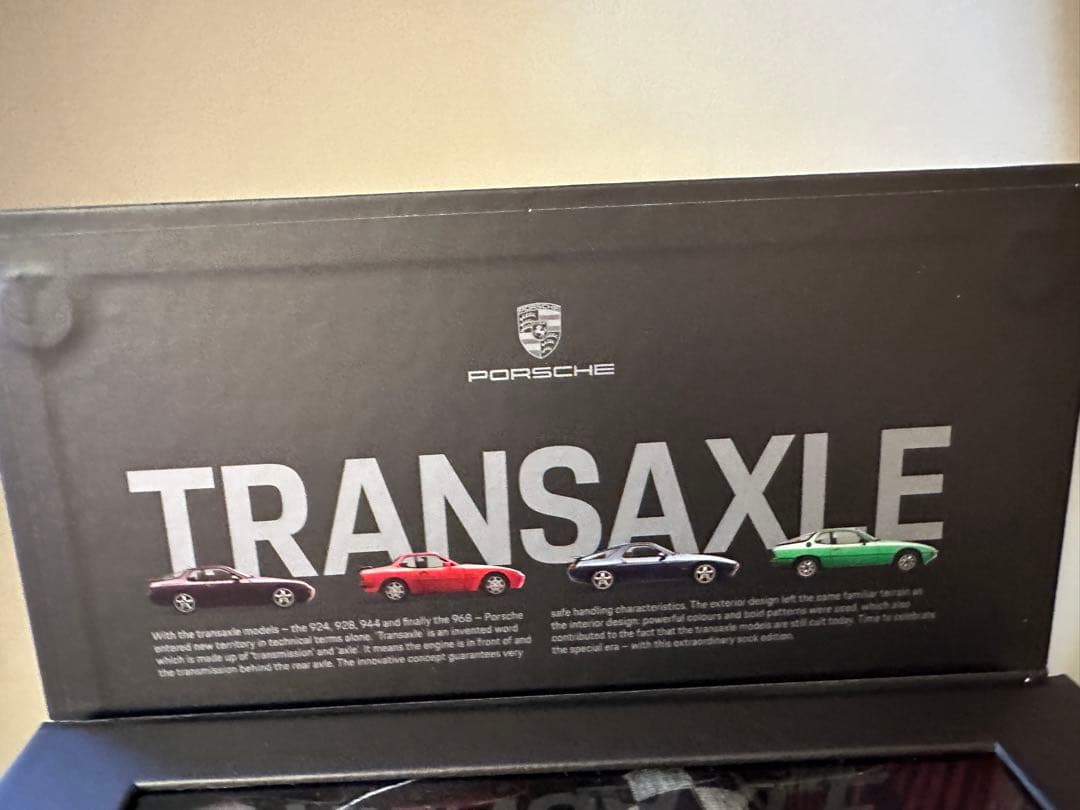 PORSCHE
PORSCHE
TRANSAXLE
With the transaxle models – the 924, 928, 944 and finally the 968 – Porsche
entered new territory in technical terms alone. 'Transaxle' is an invented word
which is made up of 'transmission' and 'axle'. It means the engine is in front of and
the transmission behind the rear axle. The innovative concept guarantees very
safe handling characteristics. The exterior design left the same familiar terrain as
the interior design: powerful colours and bold patterns were used, which also
contributed to the fact that the transaxle models are still cult today. Time to celebrate
the special era – with this extraordinary sock edition.